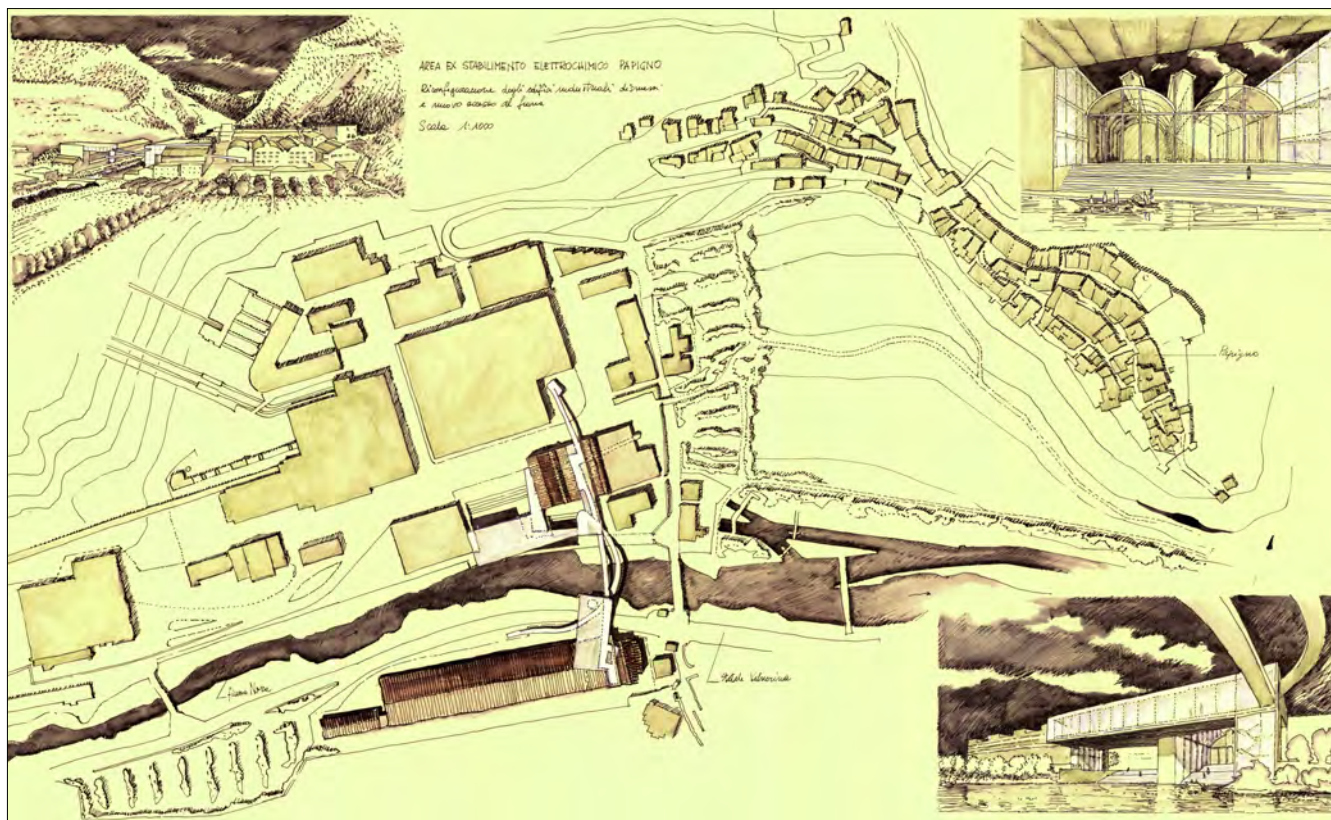 AREA EX STABILIMENTO ELETTROCHIMICO PAPIGNO
Riconfigurazione degli edifici industriali dismessi
e nuovo accesso al fiume
Scala 1:1000
Papigno
fiume Nera
Valnerina